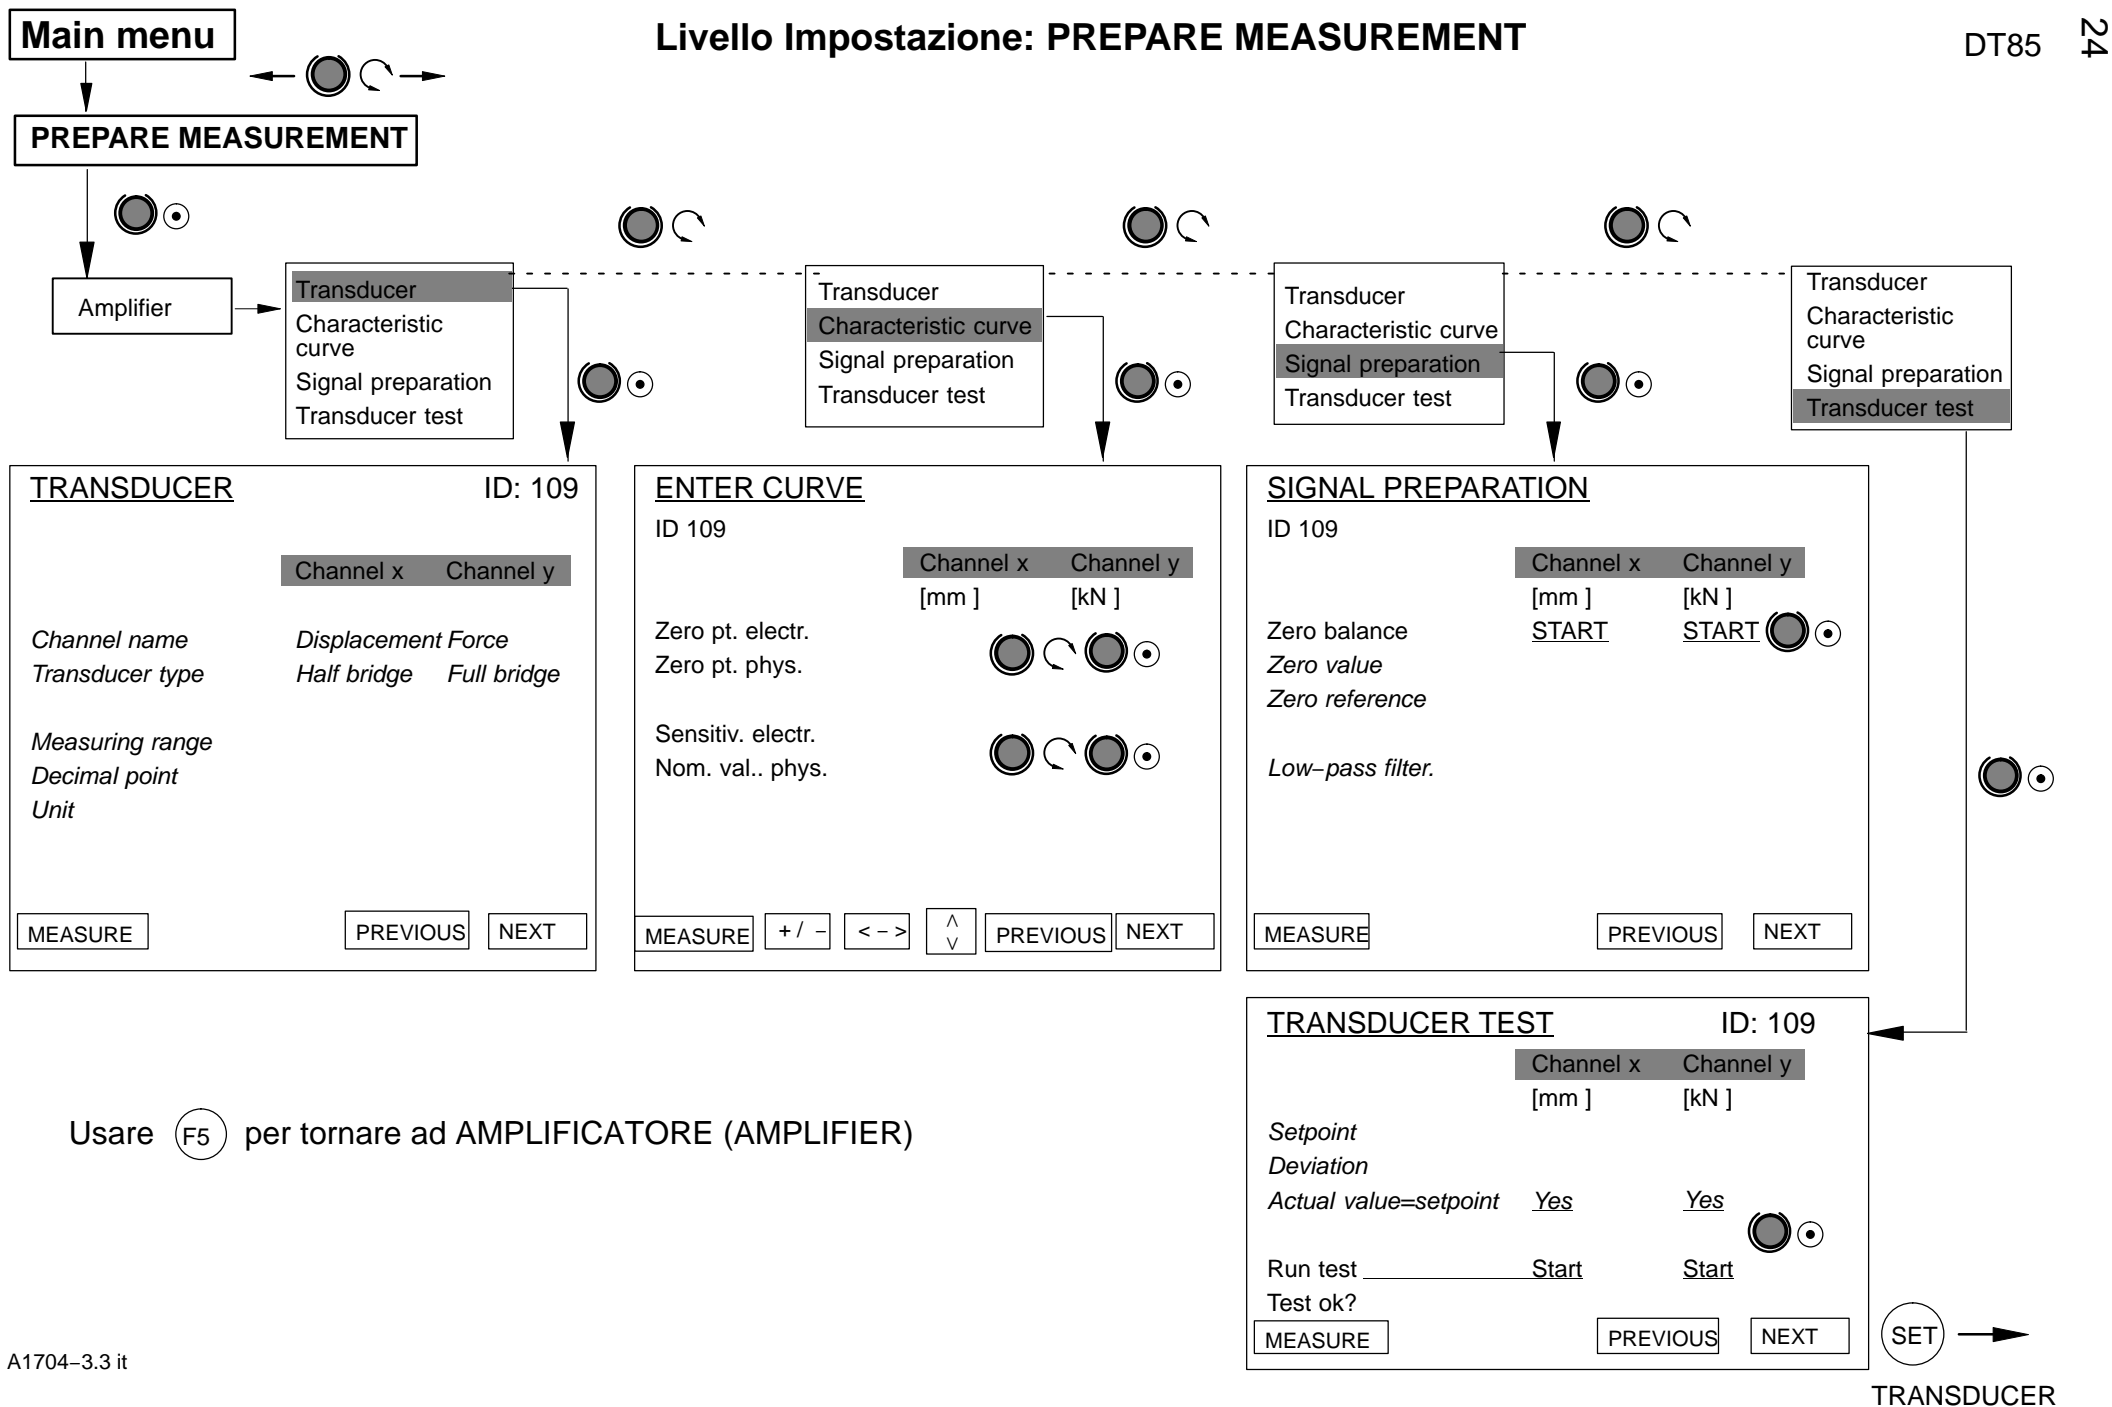 Main menu
Livello Impostazione: PREPARE MEASUREMENT
DT85
24
PREPARE MEASUREMENT
Amplifier
Transducer
Characteristic
curve
Signal preparation
Transducer test
Transducer
Characteristic curve
Signal preparation
Transducer test
Transducer
Characteristic curve
Signal preparation
Transducer test
Transducer
Characteristic
curve
Signal preparation
Transducer test
TRANSDUCER ID: 109
Channel x Channel y
Channel name Displacement Force
Transducer type Half bridge Full bridge
Measuring range
Decimal point
Unit
MEASURE PREVIOUS NEXT
ENTER CURVE
ID 109
Channel x Channel y
[mm ] [kN ]
Zero pt. electr.
Zero pt. phys.
Sensitiv. electr.
Nom. val.. phys.
MEASURE + / − < − > ^ v PREVIOUS NEXT
SIGNAL PREPARATION
ID 109
Channel x Channel y
[mm ] [kN ]
Zero balance START START
Zero value
Zero reference
Low−pass filter.
MEASURE PREVIOUS NEXT
TRANSDUCER TEST ID: 109
Channel x Channel y
[mm ] [kN ]
Setpoint
Deviation
Actual value=setpoint Yes Yes
Run test Start Start
Test ok?
MEASURE PREVIOUS NEXT
SET
TRANSDUCER
Usare F5 per tornare ad AMPLIFICATORE (AMPLIFIER)
A1704−3.3 it